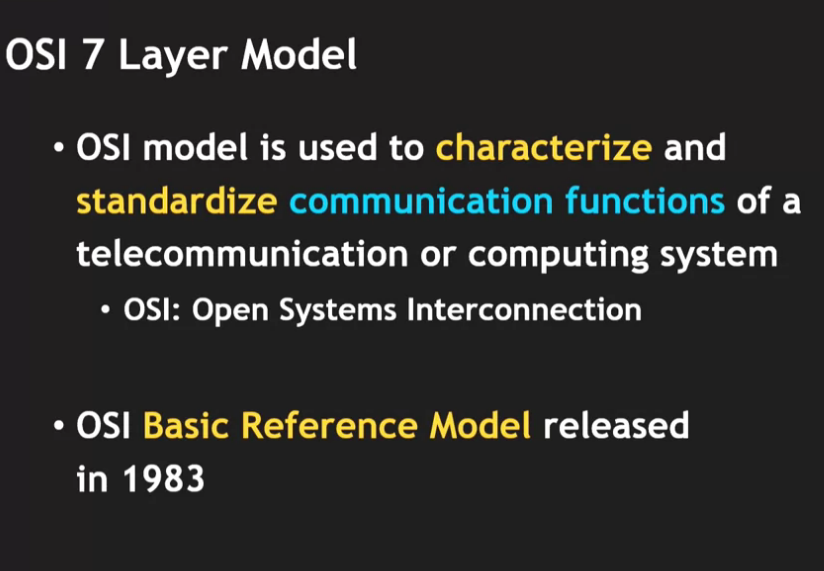 OSI 7 Layer Model
• OSI model is used to characterize and
standardize communication functions of a
telecommunication or computing system
• OSI: Open Systems Interconnection
• OSI Basic Reference Model released
in 1983